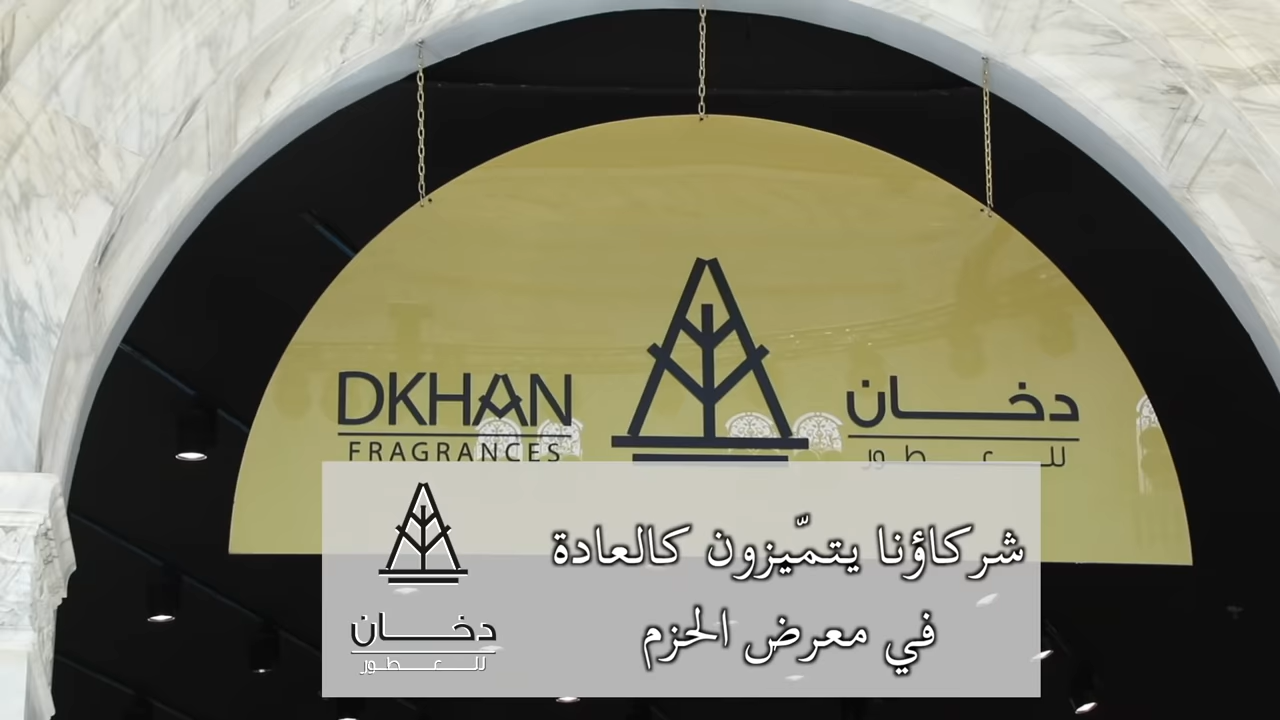 DKHAN
FRAGRANCES
دخان
للعطور
شركاؤنا يتمّيزون كالعادة
في معرض الحزم
دخان
للعطور